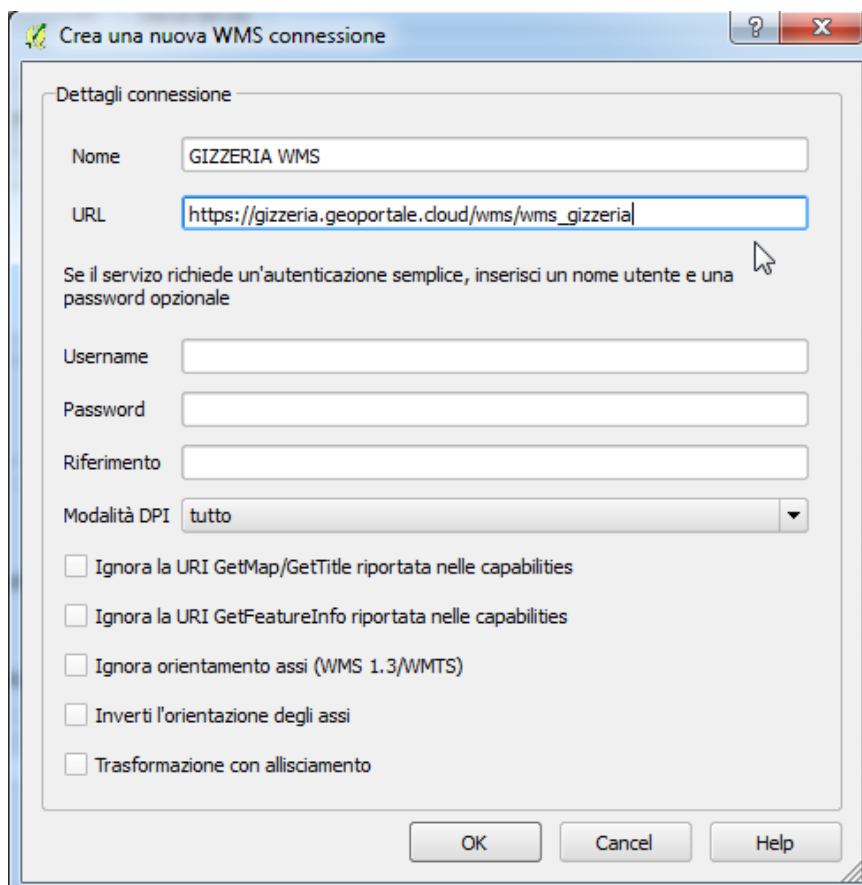 Crea una nuova WMS connessione
Dettagli connessione
Nome GIZZERIA WMS
URL https://gizzeria.geoportale.cloud/wms/wms_gizzeria
Se il servizo richiede un'autenticazione semplice, inserisci un nome utente e una
password opzionale
Username
Password
Riferimento
Modalità DPI tutto
Ignora la URI GetMap/GetTitle riportata nelle capabilities
Ignora la URI GetFeatureInfo riportata nelle capabilities
Ignora orientamento assi (WMS 1.3/WMTS)
Inverti l'orientazione degli assi
Trasformazione con allisciamento
OK Cancel Help